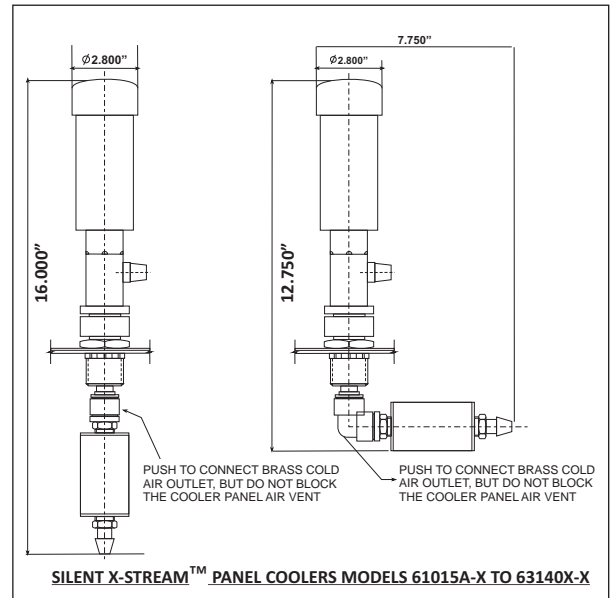 Ø2.800”
16.000”
PUSH TO CONNECT BRASS COLD
AIR OUTLET, BUT DO NOT BLOCK
THE COOLER PANEL AIR VENT
7.750”
Ø2.800”
12.750”
PUSH TO CONNECT BRASS COLD
AIR OUTLET, BUT DO NOT BLOCK
THE COOLER PANEL AIR VENT
SILENT X-STREAM™ PANEL COOLERS MODELS 61015A-X TO 63140X-X